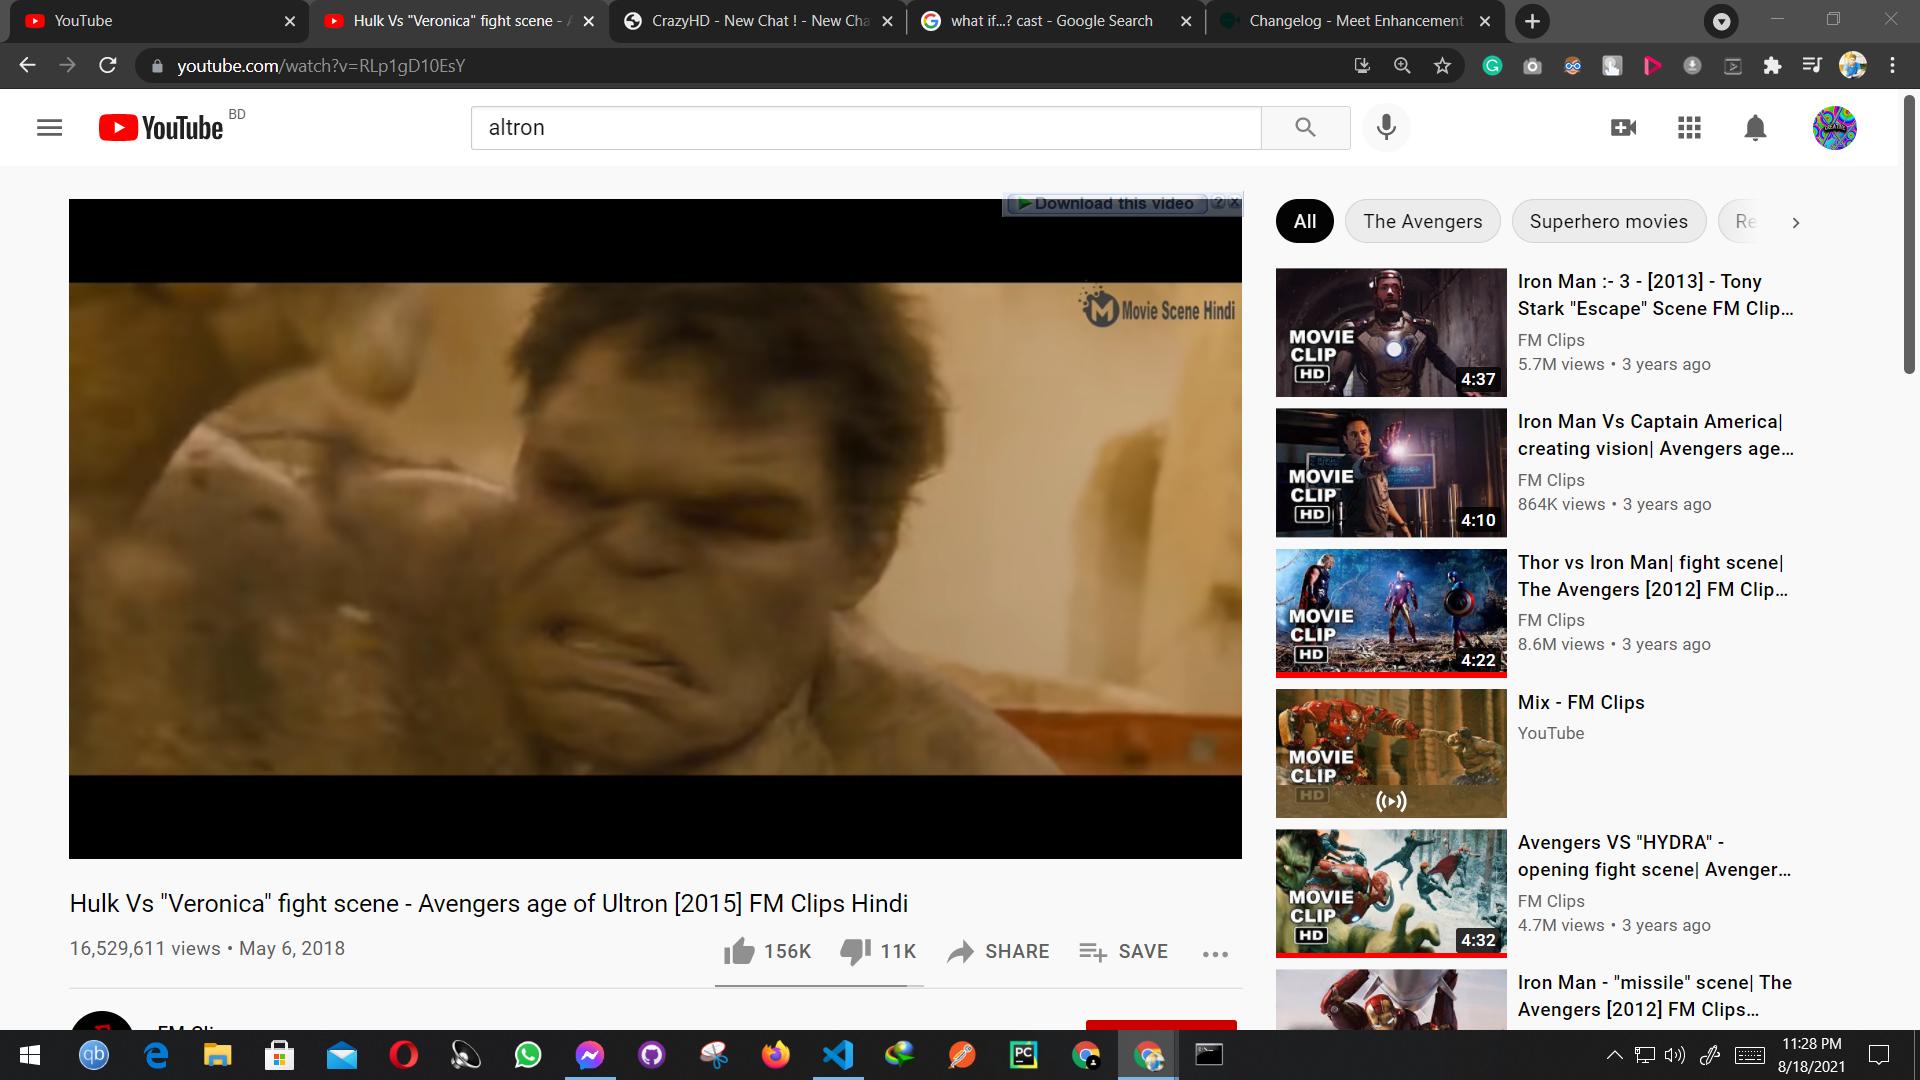 YouTube
Hulk Vs "Veronica" fight scene - A
CrazyHD - New Chat ! - New Cha
what if...? cast - Google Search
Changelog - Meet Enhancement
youtube.com/watch?v=RLp1gD10EsY
YouTube BD
altron
Download this video ? x
M Movie Scene Hindi
All
The Avengers
Superhero movies
Re
MOVIE
CLIP
HD
4:37
Iron Man :- 3 - [2013] - Tony
Stark "Escape" Scene FM Clip...
FM Clips
5.7M views • 3 years ago
MOVIE
CLIP
HD
4:10
Iron Man Vs Captain America|
creating vision| Avengers age...
FM Clips
864K views • 3 years ago
MOVIE
CLIP
HD
4:22
Thor vs Iron Man| fight scene|
The Avengers [2012] FM Clip...
FM Clips
8.6M views • 3 years ago
MOVIE
CLIP
HD
Mix - FM Clips
YouTube
MOVIE
CLIP
HD
4:32
Avengers VS "HYDRA" -
opening fight scene| Avenger...
FM Clips
4.7M views • 3 years ago
Iron Man - "missile" scene| The
Avengers [2012] FM Clips...
Hulk Vs "Veronica" fight scene - Avengers age of Ultron [2015] FM Clips Hindi
16,529,611 views • May 6, 2018
156K
11K
SHARE
SAVE
qb
PC
11:28 PM
8/18/2021